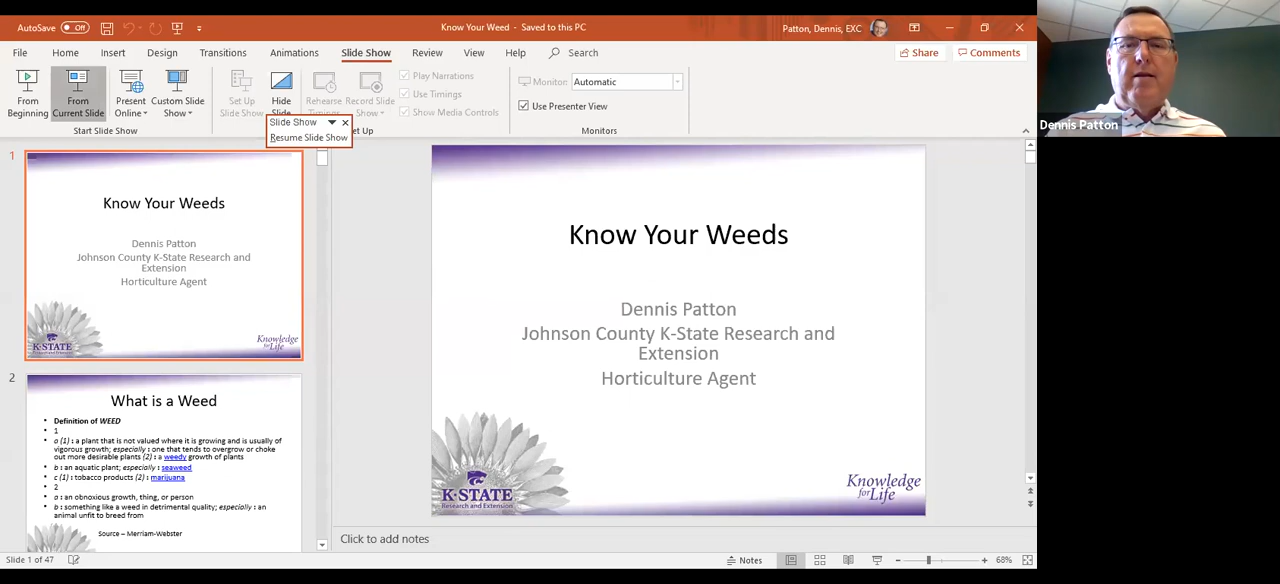 AutoSave Off
Know Your Weed - Saved to this PC
Patton, Dennis, EXC
File Home Insert Design Transitions Animations Slide Show Review View Help Search
Share Comments
From Beginning
From Current Slide
Present Online
Custom Slide Show
Set Up Slide Show
Hide Slide
Rehearse Timings
Record Slide Show
Play Narrations
Use Timings
Show Media Controls
Monitor: Automatic
Use Presenter View
Start Slide Show
Set Up
Monitors
Slide Show
Resume Slide Show
Dennis Patton
1
Know Your Weeds
Dennis Patton
Johnson County K-State Research and
Extension
Horticulture Agent
K-STATE
Knowledge
for Life
2
What is a Weed
Definition of WEED
1
a (1) : a plant that is not valued where it is growing and is usually of
vigorous growth; especially : one that tends to overgrow or choke
out more desirable plants (2) : a weedy growth of plants
b : an aquatic plant; especially : seaweed
c (1) : tobacco products (2) : marijuana
2
a : an obnoxious growth, thing, or person
b : something like a weed in detrimental quality; especially : an
animal unfit to breed from
Source – Merriam-Webster
Know Your Weeds
Dennis Patton
Johnson County K-State Research and
Extension
Horticulture Agent
K-STATE
Research and Extension
Knowledge
for Life
Click to add notes
Slide 1 of 47
Notes
68%